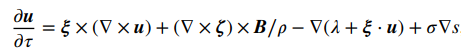 ∂𝒖/∂τ = 𝝃 × (∇ × 𝒖) + (∇ × 𝜻) × 𝑩/ρ − ∇(λ + 𝝃 · 𝒖) + σ∇s